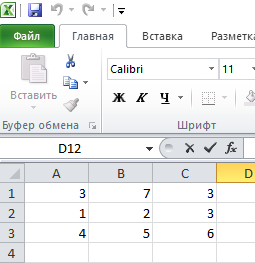 Файл Главная Вставка Разметка
Вставить
Calibri 11
Ж К Ч
Буфер обмена Шрифт
D12 fx
A B C D
1 3 7 3
2 1 2 3
3 4 5 6
4